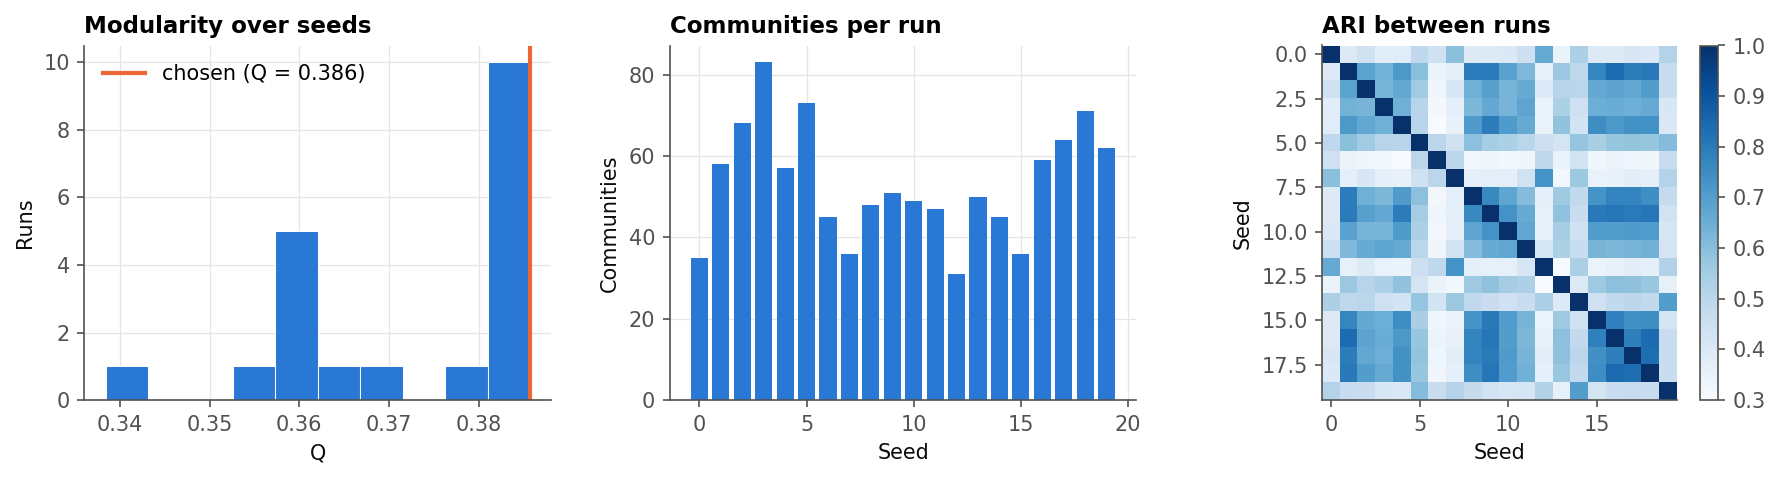 Modularity over seeds
chosen (Q = 0.386)
10
8
6
4
2
0
Runs
0.34 0.35 0.36 0.37 0.38
Q
Communities per run
80
60
40
20
0
Communities
0 5 10 15 20
Seed
ARI between runs
0.0
2.5
5.0
7.5
10.0
12.5
15.0
17.5
Seed
0 5 10 15
Seed
1.0
0.9
0.8
0.7
0.6
0.5
0.4
0.3